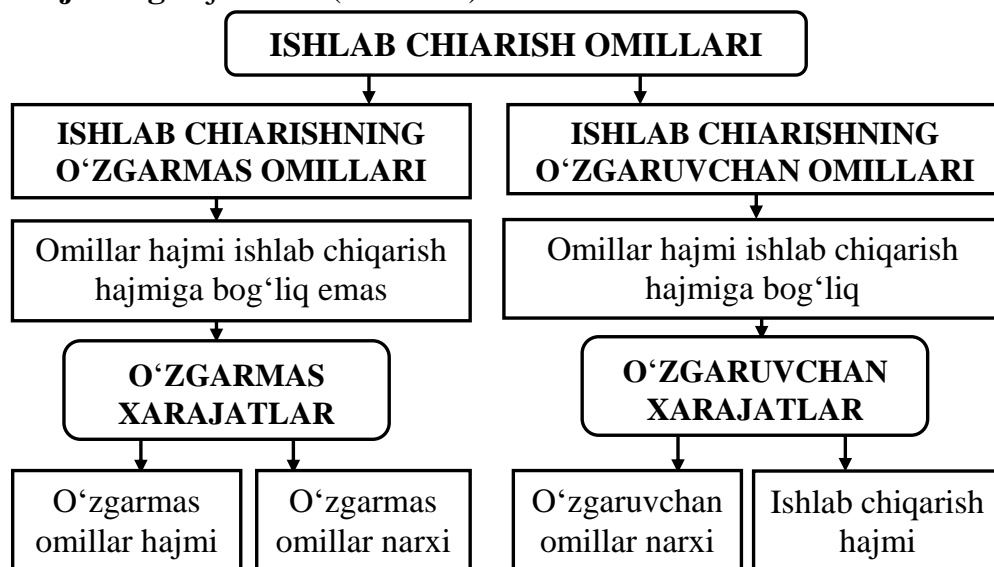 ISHLAB CHIARISH OMILLARI
ISHLAB CHIARISHNING
O‘ZGARMAS OMILLARI
ISHLAB CHIARISHNING
O‘ZGARUVCHAN OMILLARI
Omillar hajmi ishlab chiqarish
hajmiga bog‘liq emas
Omillar hajmi ishlab chiqarish
hajmiga bog‘liq
O‘ZGARMAS
XARAJATLAR
O‘ZGARUVCHAN
XARAJATLAR
O‘zgarmas
omillar hajmi
O‘zgarmas
omillar narxi
O‘zgaruvchan
omillar narxi
Ishlab chiqarish
hajmi